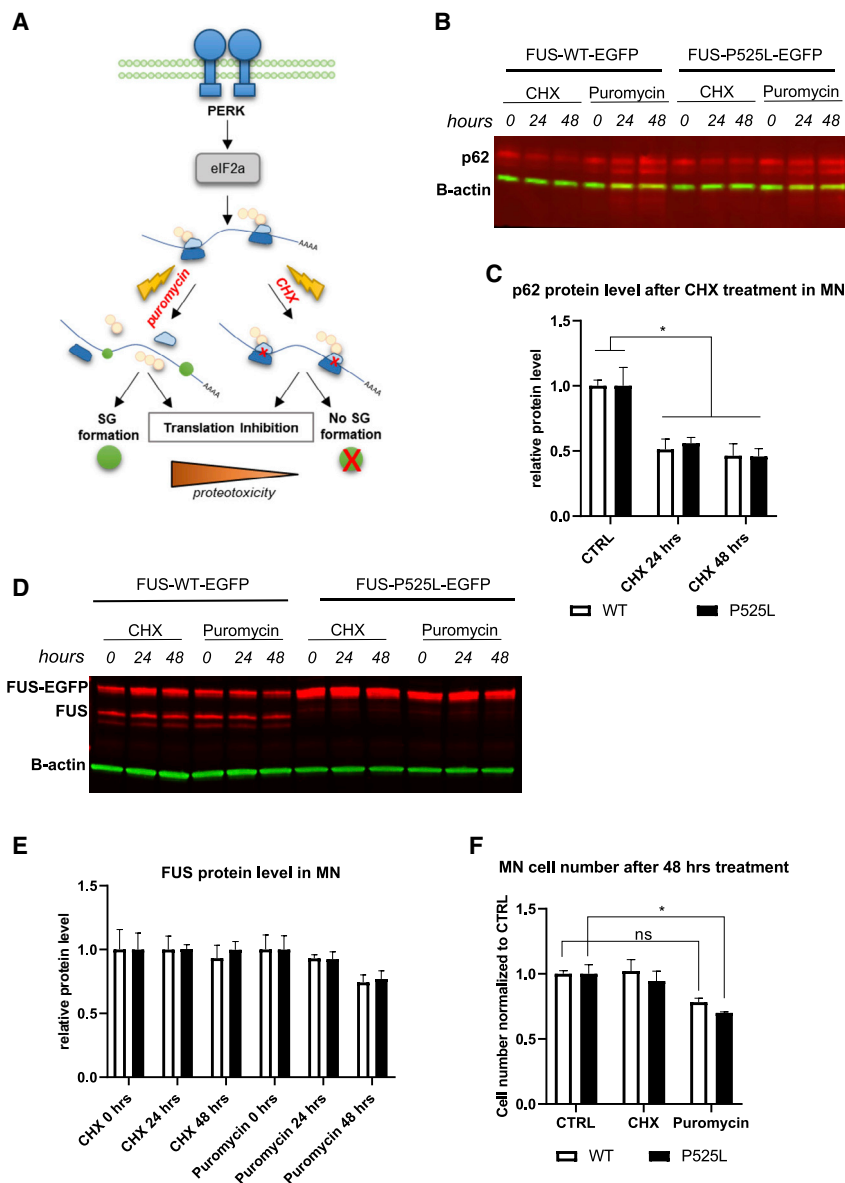 A
PERK
eIF2a
AAAA
puromycin
CHX
AAAA
AAAA
SG
formation
Translation Inhibition
No SG
formation
X
proteotoxicity
B
FUS-WT-EGFP
FUS-P525L-EGFP
CHX
Puromycin
CHX
Puromycin
hours
0 24 48 0 24 48 0 24 48 0 24 48
p62
B-actin
C
p62 protein level after CHX treatment in MN
relative protein level
1.5
1.0
0.5
0.0
*
CTRL
CHX 24 hrs
CHX 48 hrs
WT
P525L
D
FUS-WT-EGFP
FUS-P525L-EGFP
CHX
Puromycin
CHX
Puromycin
hours
0 24 48 0 24 48 0 24 48 0 24 48
FUS-EGFP
FUS
B-actin
E
FUS protein level in MN
relative protein level
1.5
1.0
0.5
0.0
CHX 0 hrs
CHX 24 hrs
CHX 48 hrs
Puromycin 0 hrs
Puromycin 24 hrs
Puromycin 48 hrs
F
MN cell number after 48 hrs treatment
Cell number normalized to CTRL
1.5
1.0
0.5
0.0
*
ns
CTRL
CHX
Puromycin
WT
P525L